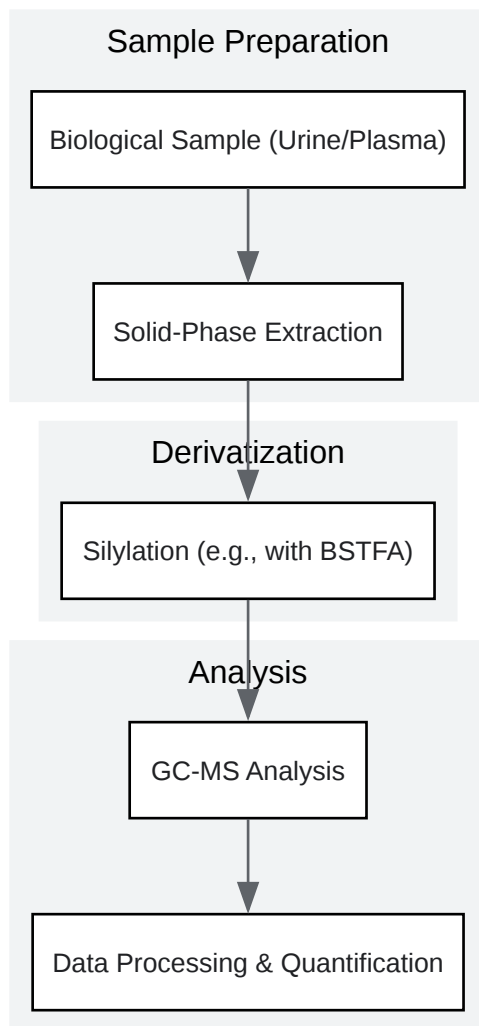 Sample Preparation
Biological Sample (Urine/Plasma)
Solid-Phase Extraction
Derivatization
Silylation (e.g., with BSTFA)
Analysis
GC-MS Analysis
Data Processing & Quantification